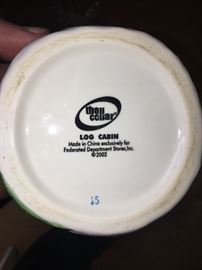 the
cellar
LOG CABIN
Made in China exclusively for
Federated Department Stores, Inc.
©2002
15